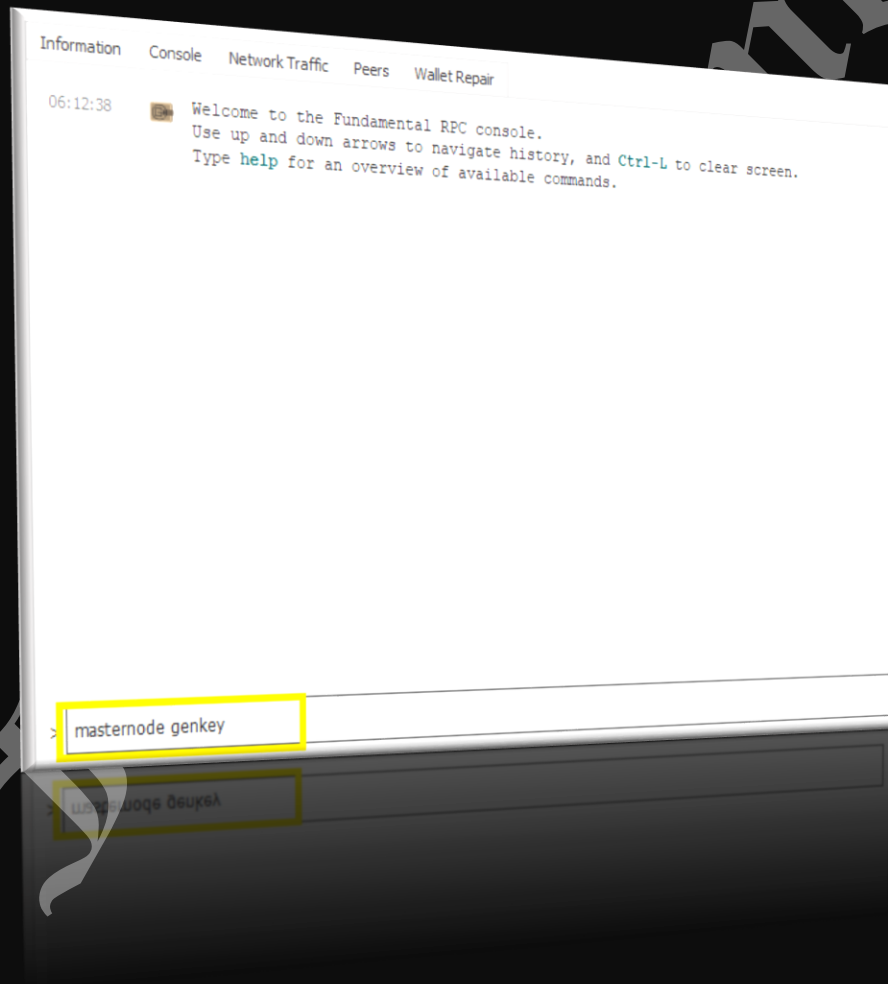 Information Console Network Traffic Peers Wallet Repair
06:12:38 Welcome to the Fundamental RPC console.
Use up and down arrows to navigate history, and Ctrl-L to clear screen.
Type help for an overview of available commands.
> masternode genkey